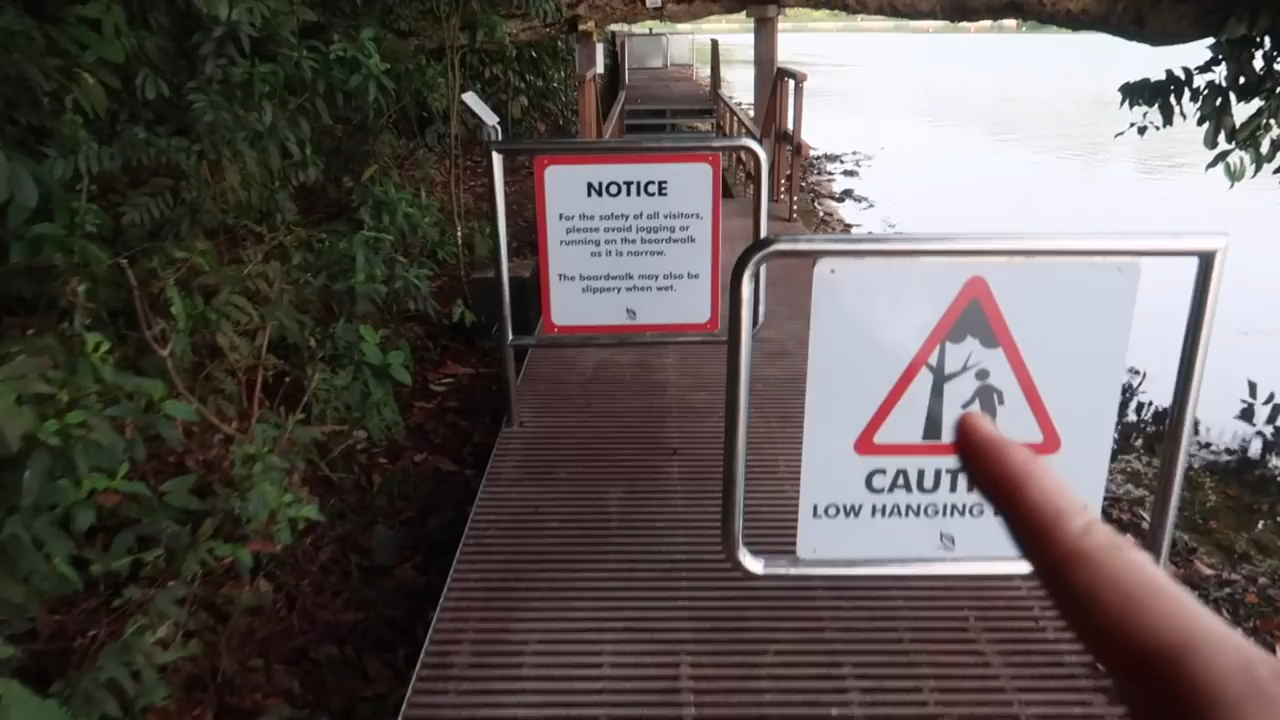 NOTICE
For the safety of all visitors,
please avoid jogging or
running on the boardwalk
as it is narrow.
The boardwalk may also be
slippery when wet.
CAUTI
LOW HANGING